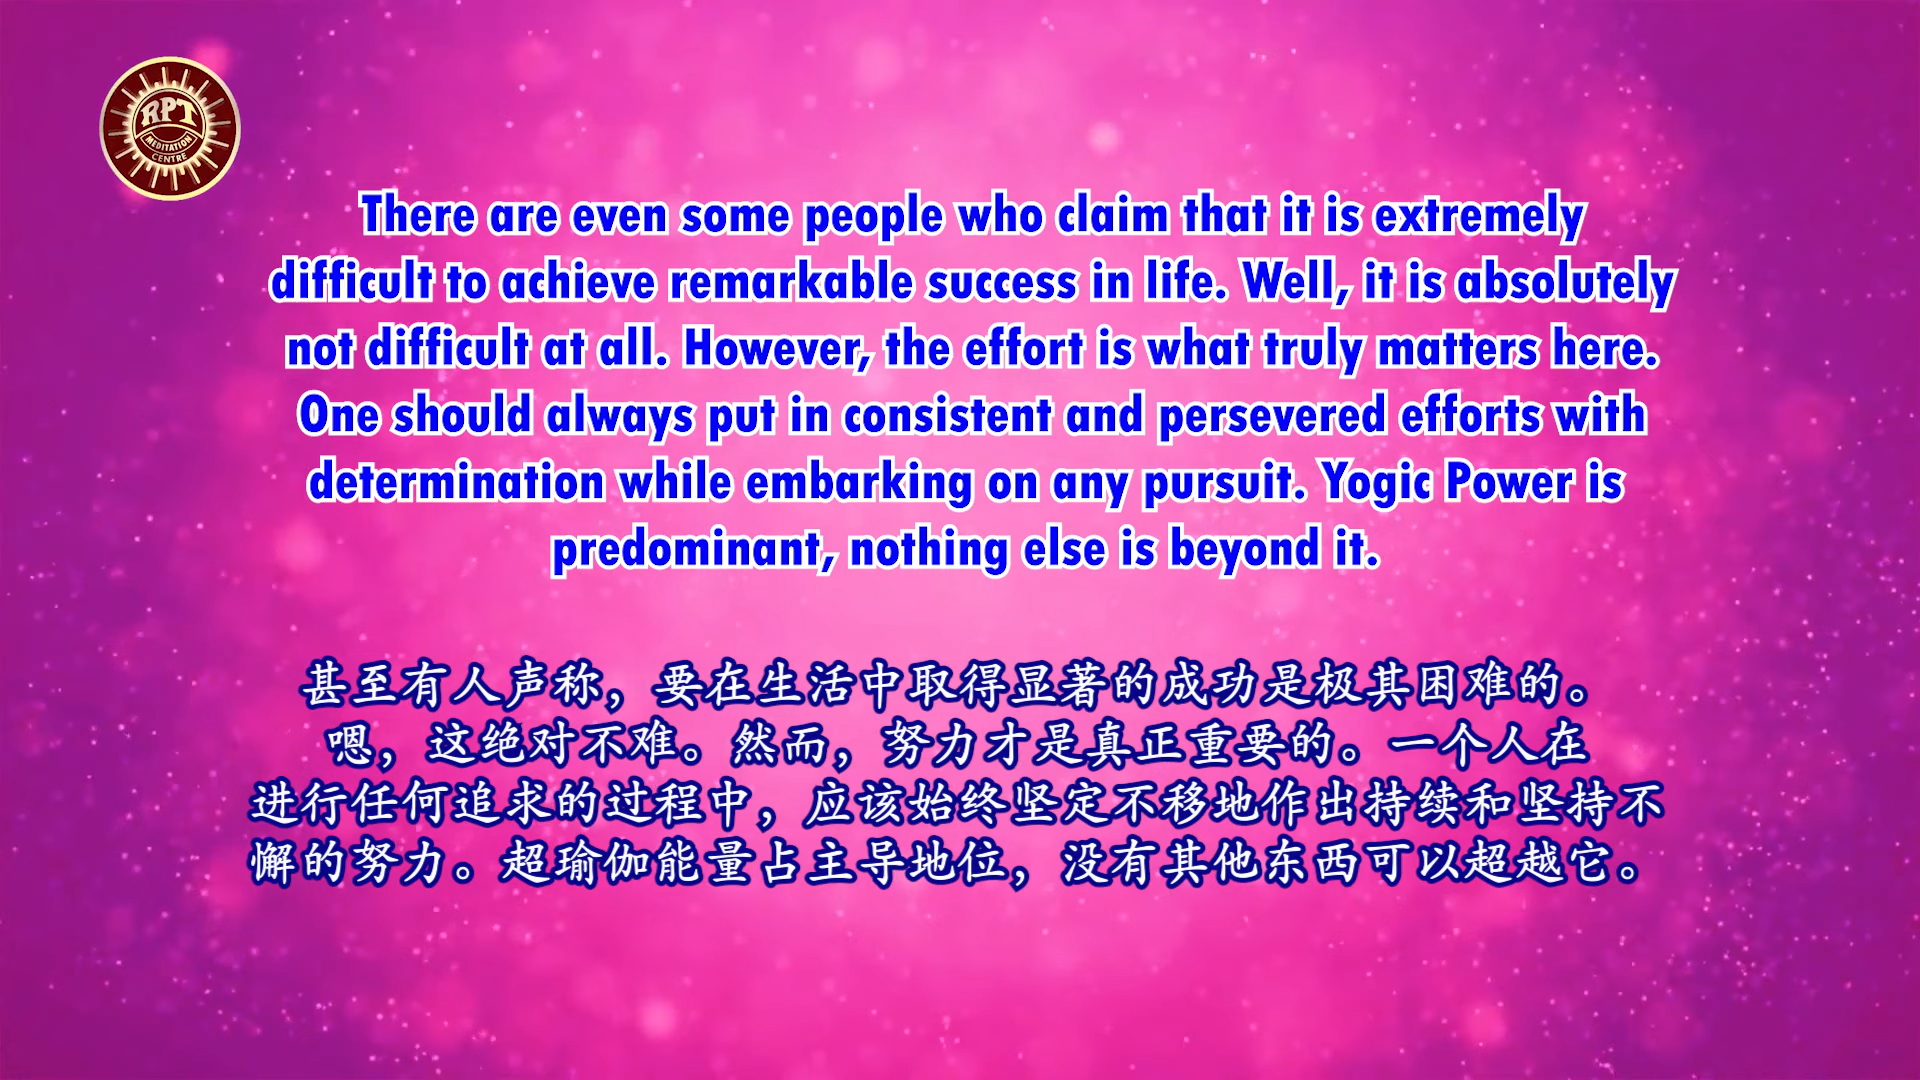 RPT
MEDITATION
CENTRE
There are even some people who claim that it is extremely
difficult to achieve remarkable success in life. Well, it is absolutely
not difficult at all. However, the effort is what truly matters here.
One should always put in consistent and persevered efforts with
determination while embarking on any pursuit. Yogic Power is
predominant, nothing else is beyond it.
甚至有人声称，要在生活中取得显著的成功是极其困难的。
嗯，这绝对不难。然而，努力才是真正重要的。一个人在
进行任何追求的过程中，应该始终坚定不移地作出持续和坚持不
懈的努力。超瑜伽能量占主导地位，没有其他东西可以超越它。